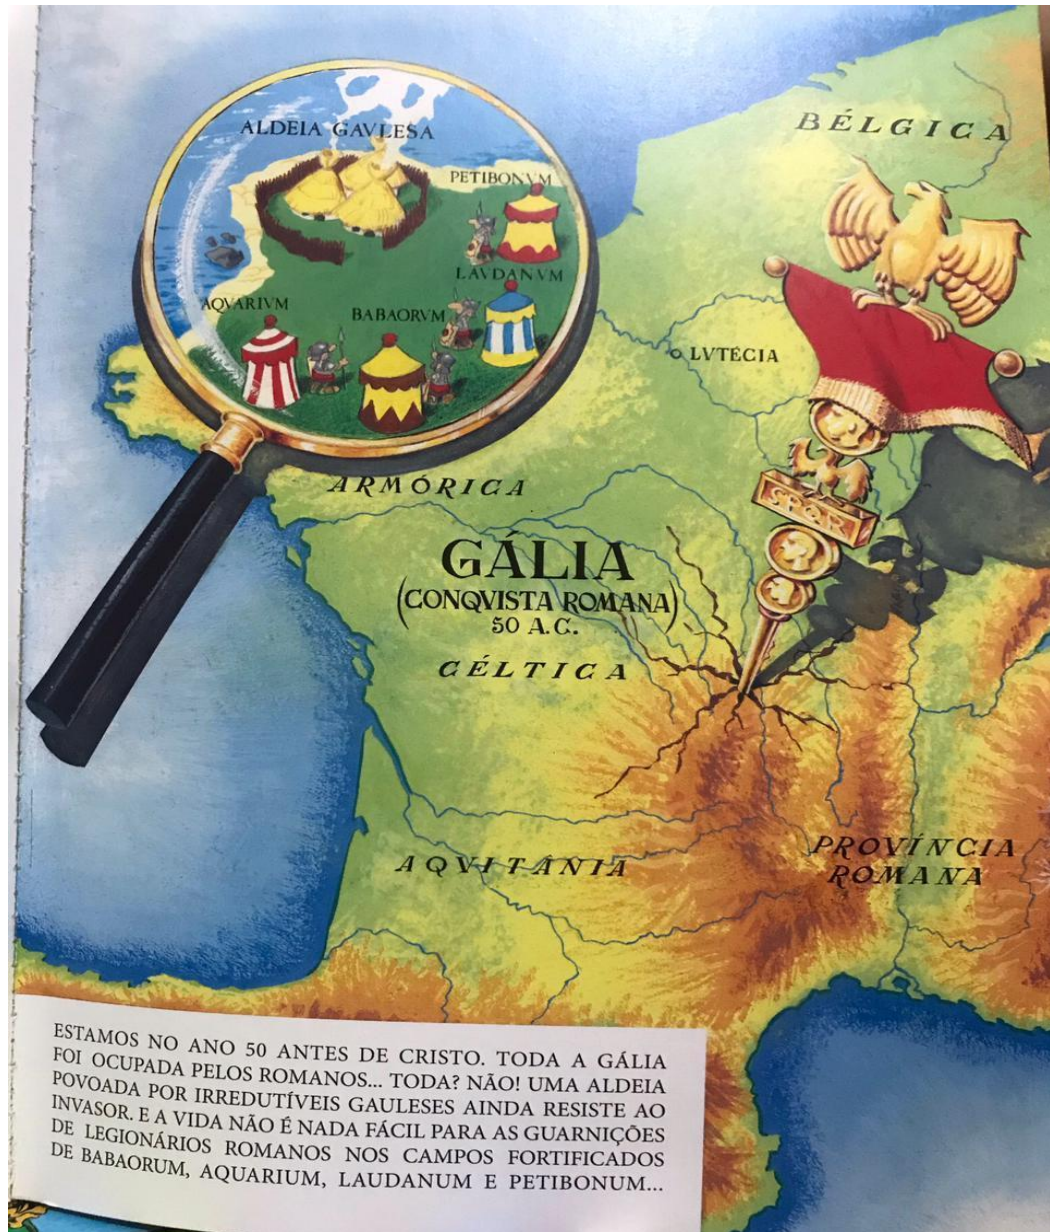 BÉLGICA
ALDEIA GAVLESA
PETIBONVM
LAVDANVM
AQVARIVM
BABAORVM
LVTÉCIA
ARMÓRICA
SPQR
GÁLIA
(CONQVISTA ROMANA)
50 A.C.
CÉLTICA
AQVITÂNIA
PROVÍNCIA
ROMANA
ESTAMOS NO ANO 50 ANTES DE CRISTO. TODA A GÁLIA
FOI OCUPADA PELOS ROMANOS... TODA? NÃO! UMA ALDEIA
POVOADA POR IRREDUTÍVEIS GAULESES AINDA RESISTE AO
INVASOR. E A VIDA NÃO É NADA FÁCIL PARA AS GUARNIÇÕES
DE LEGIONÁRIOS ROMANOS NOS CAMPOS FORTIFICADOS
DE BABAORUM, AQUARIUM, LAUDANUM E PETIBONUM...